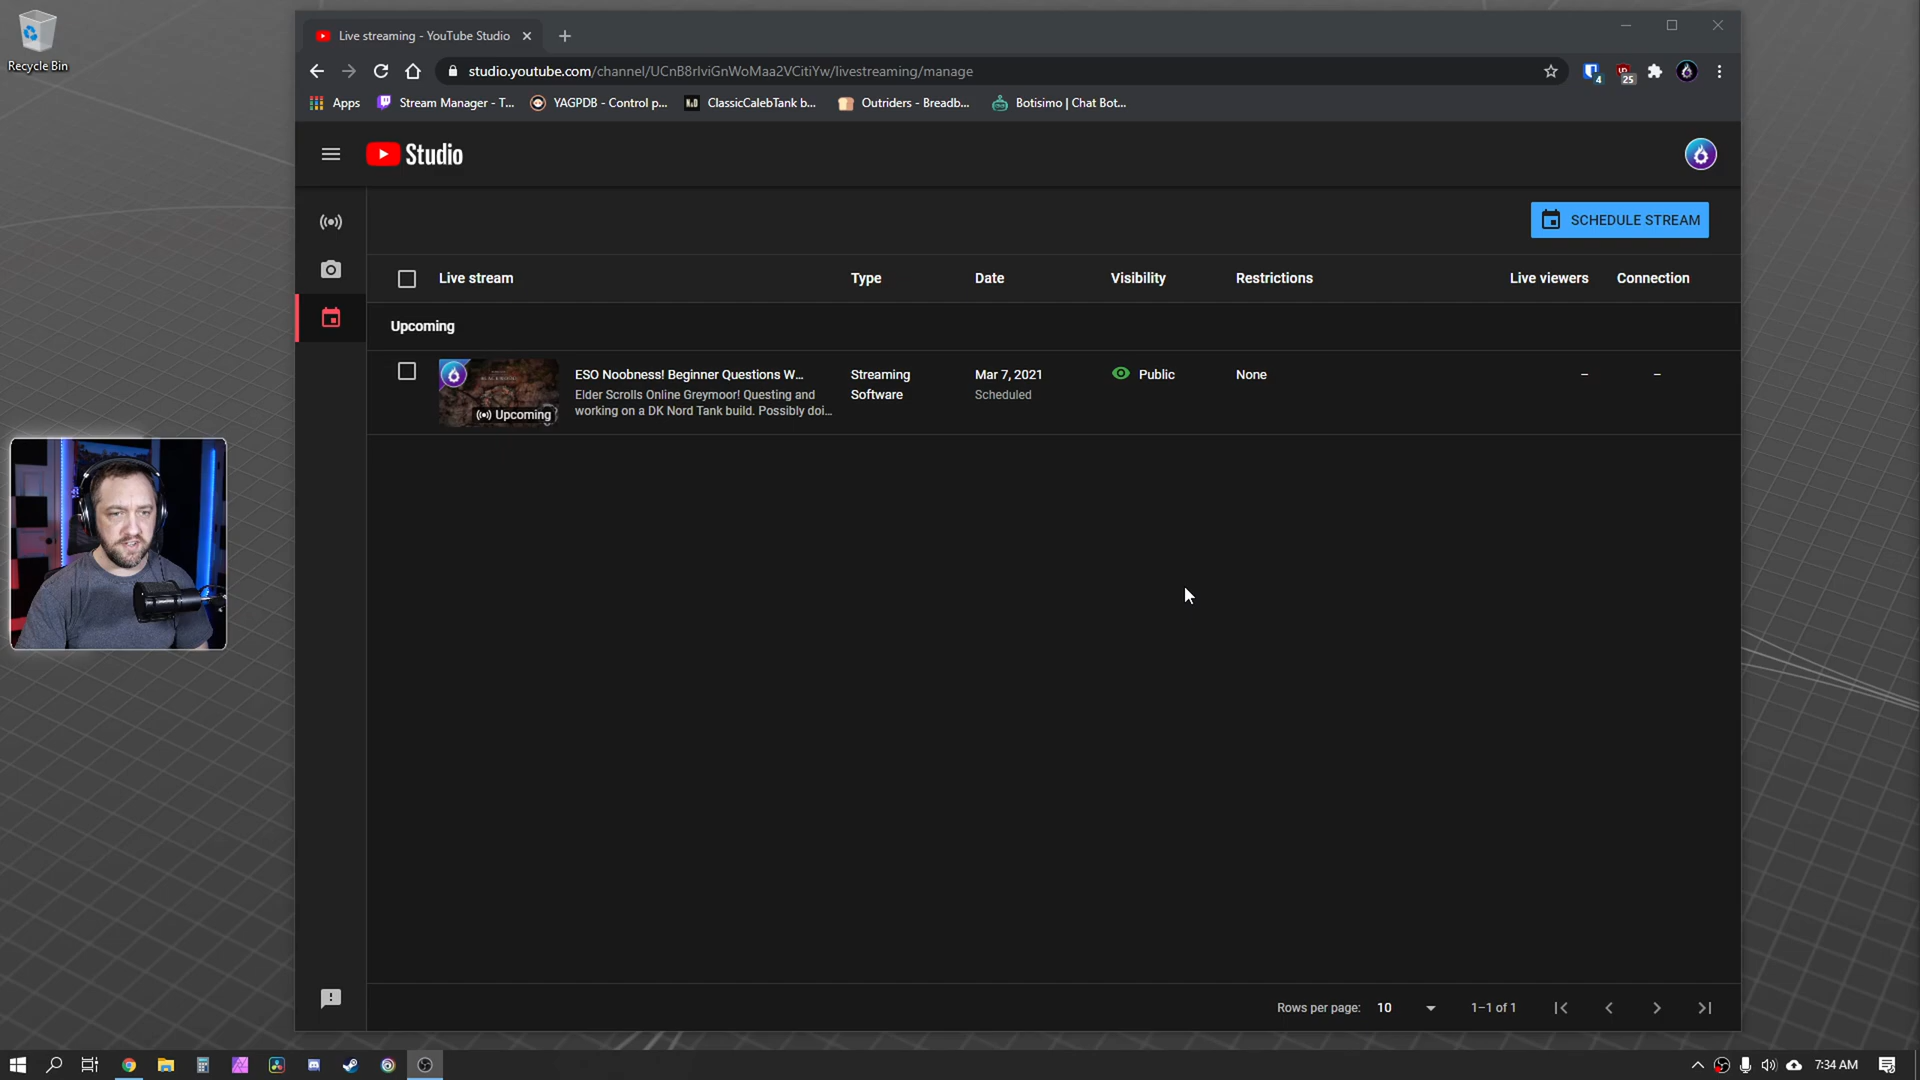 Recycle Bin
Live streaming - YouTube Studio
studio.youtube.com/channel/UCnB8rIviGnWoMaa2VCitiYw/livestreaming/manage
4
25
Apps
Stream Manager - T...
YAGPDB - Control p...
ClassicCalebTank b...
Outriders - Breadb...
Botisimo | Chat Bot...
Studio
SCHEDULE STREAM
Live stream Type Date Visibility Restrictions Live viewers Connection
Upcoming
ESO Noobness! Beginner Questions W... Streaming Mar 7, 2021 Public None – –
Elder Scrolls Online Greymoor! Questing and Software Scheduled
working on a DK Nord Tank build. Possibly doi...
Upcoming
Rows per page: 10 1–1 of 1
7:34 AM